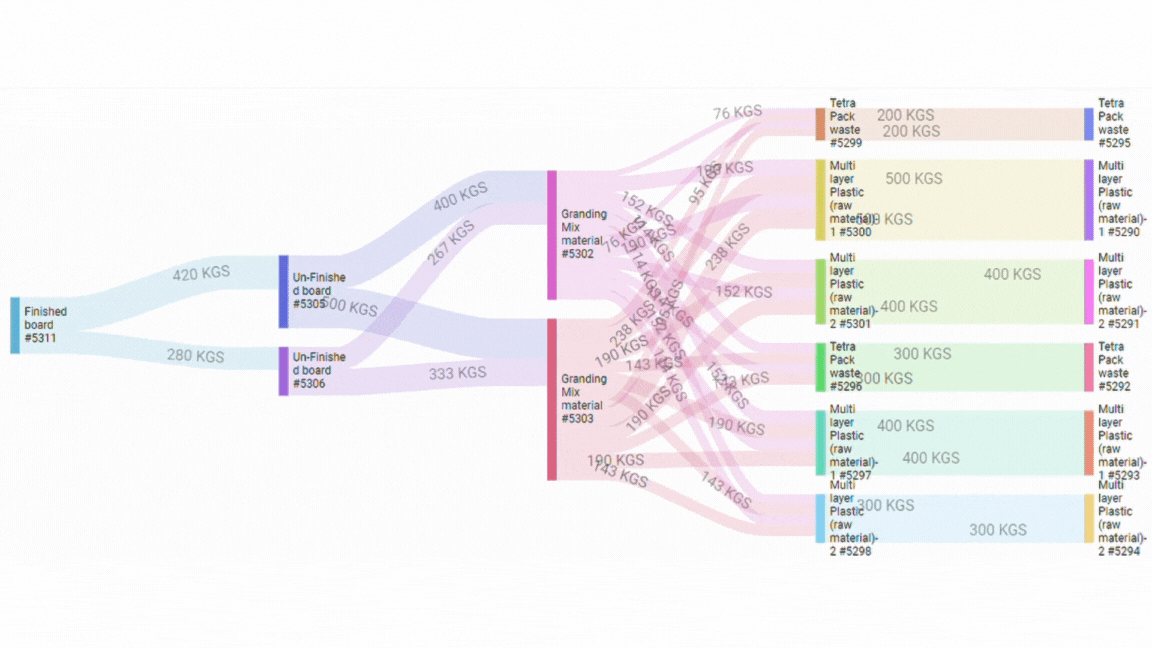 Finished
board
#5311
420 KGS
280 KGS
Un-Finishe
d board
#5305
Un-Finishe
d board
#5306
400 KGS
267 KGS
500 KGS
333 KGS
Granding
Mix
material
#5302
Granding
Mix
material
#5303
76 KGS
95 KGS
152 KGS
76 KGS
190 KGS
238 KGS
152 KGS
238 KGS
190 KGS
143 KGS
190 KGS
190 KGS
190 KGS
143 KGS
143 KGS
Tetra
Pack
waste
#5299
200 KGS
200 KGS
Tetra
Pack
waste
#5295
Multi
layer
Plastic
(raw
material)-
1 #5300
500 KGS
500 KGS
Multi
layer
Plastic
(raw
material)-
1 #5290
Multi
layer
Plastic
(raw
material)-
2 #5301
400 KGS
400 KGS
Multi
layer
Plastic
(raw
material)-
2 #5291
Tetra
Pack
waste
#5296
300 KGS
300 KGS
Tetra
Pack
waste
#5292
Multi
layer
Plastic
(raw
material)-
1 #5297
400 KGS
400 KGS
Multi
layer
Plastic
(raw
material)-
1 #5293
Multi
layer
Plastic
(raw
material)-
2 #5298
300 KGS
300 KGS
Multi
layer
Plastic
(raw
material)-
2 #5294